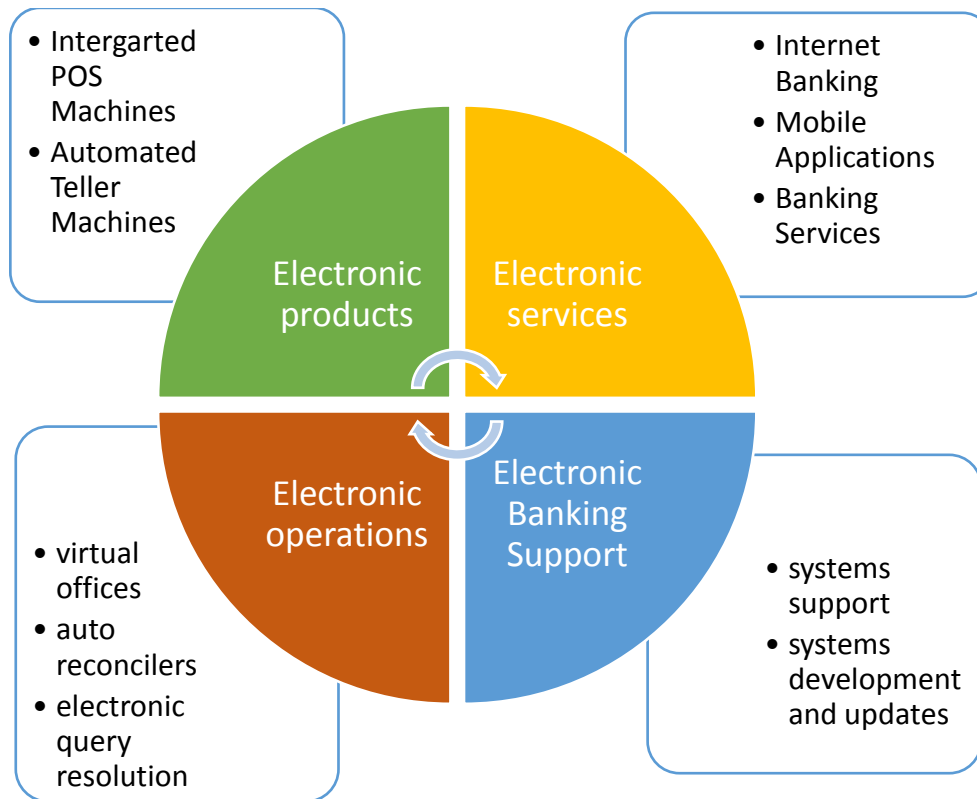 • Intergarted
POS
Machines
• Automated
Teller
Machines
• Internet
Banking
• Mobile
Applications
• Banking
Services
Electronic
products
Electronic
services
Electronic
operations
Electronic
Banking
Support
• virtual
offices
• auto
reconcilers
• electronic
query
resolution
• systems
support
• systems
development
and updates